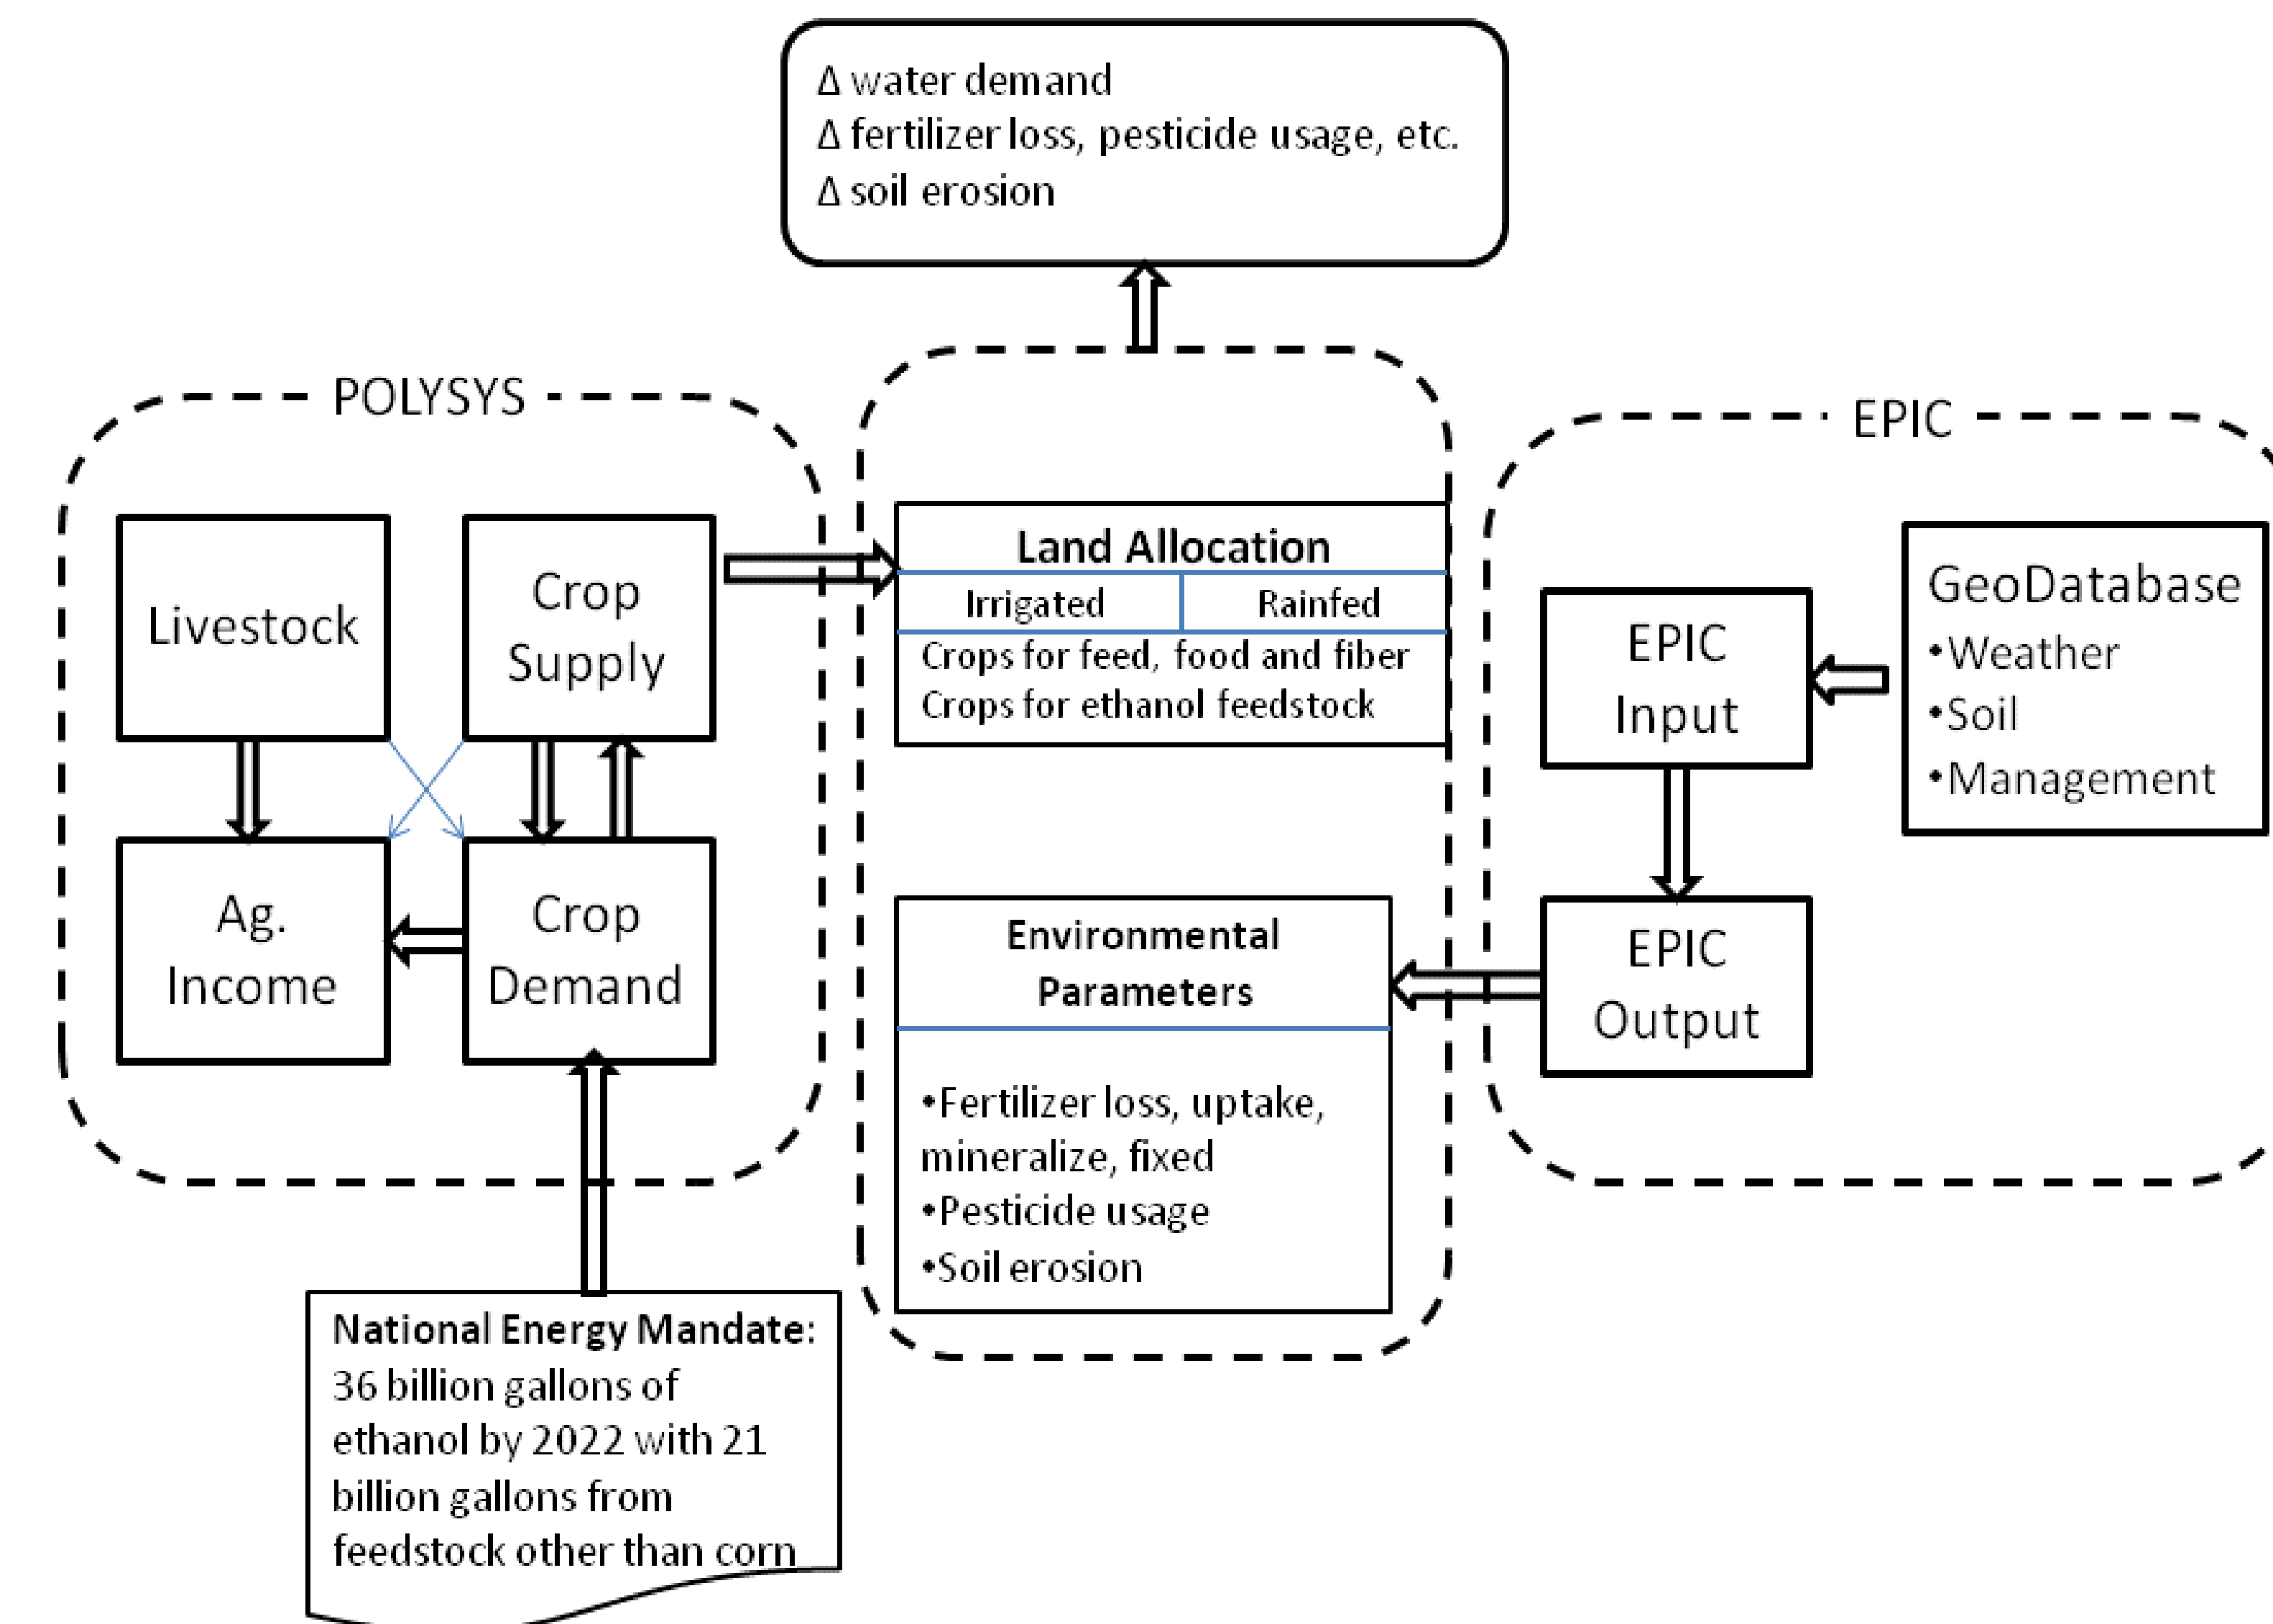 Δ water demand
Δ fertilizer loss, pesticide usage, etc.
Δ soil erosion
POLYSYS
Livestock
Crop
Supply
Ag.
Income
Crop
Demand
National Energy Mandate:
36 billion gallons of
ethanol by 2022 with 21
billion gallons from
feedstock other than corn
Land Allocation
Irrigated
Rainfed
Crops for feed, food and fiber
Crops for ethanol feedstock
Environmental
Parameters
•Fertilizer loss, uptake,
mineralize, fixed
•Pesticide usage
•Soil erosion
EPIC
EPIC
Input
EPIC
Output
GeoDatabase
•Weather
•Soil
•Management